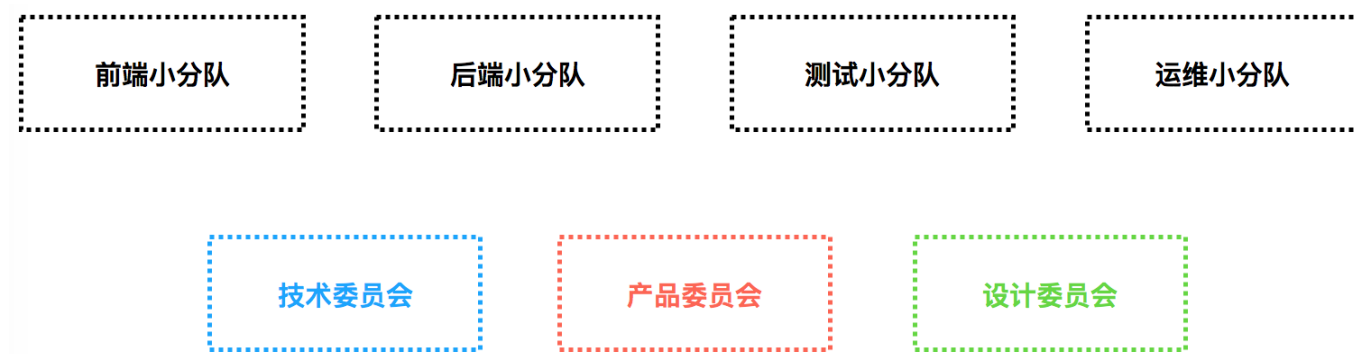 前端小分队
后端小分队
测试小分队
运维小分队
技术委员会
产品委员会
设计委员会